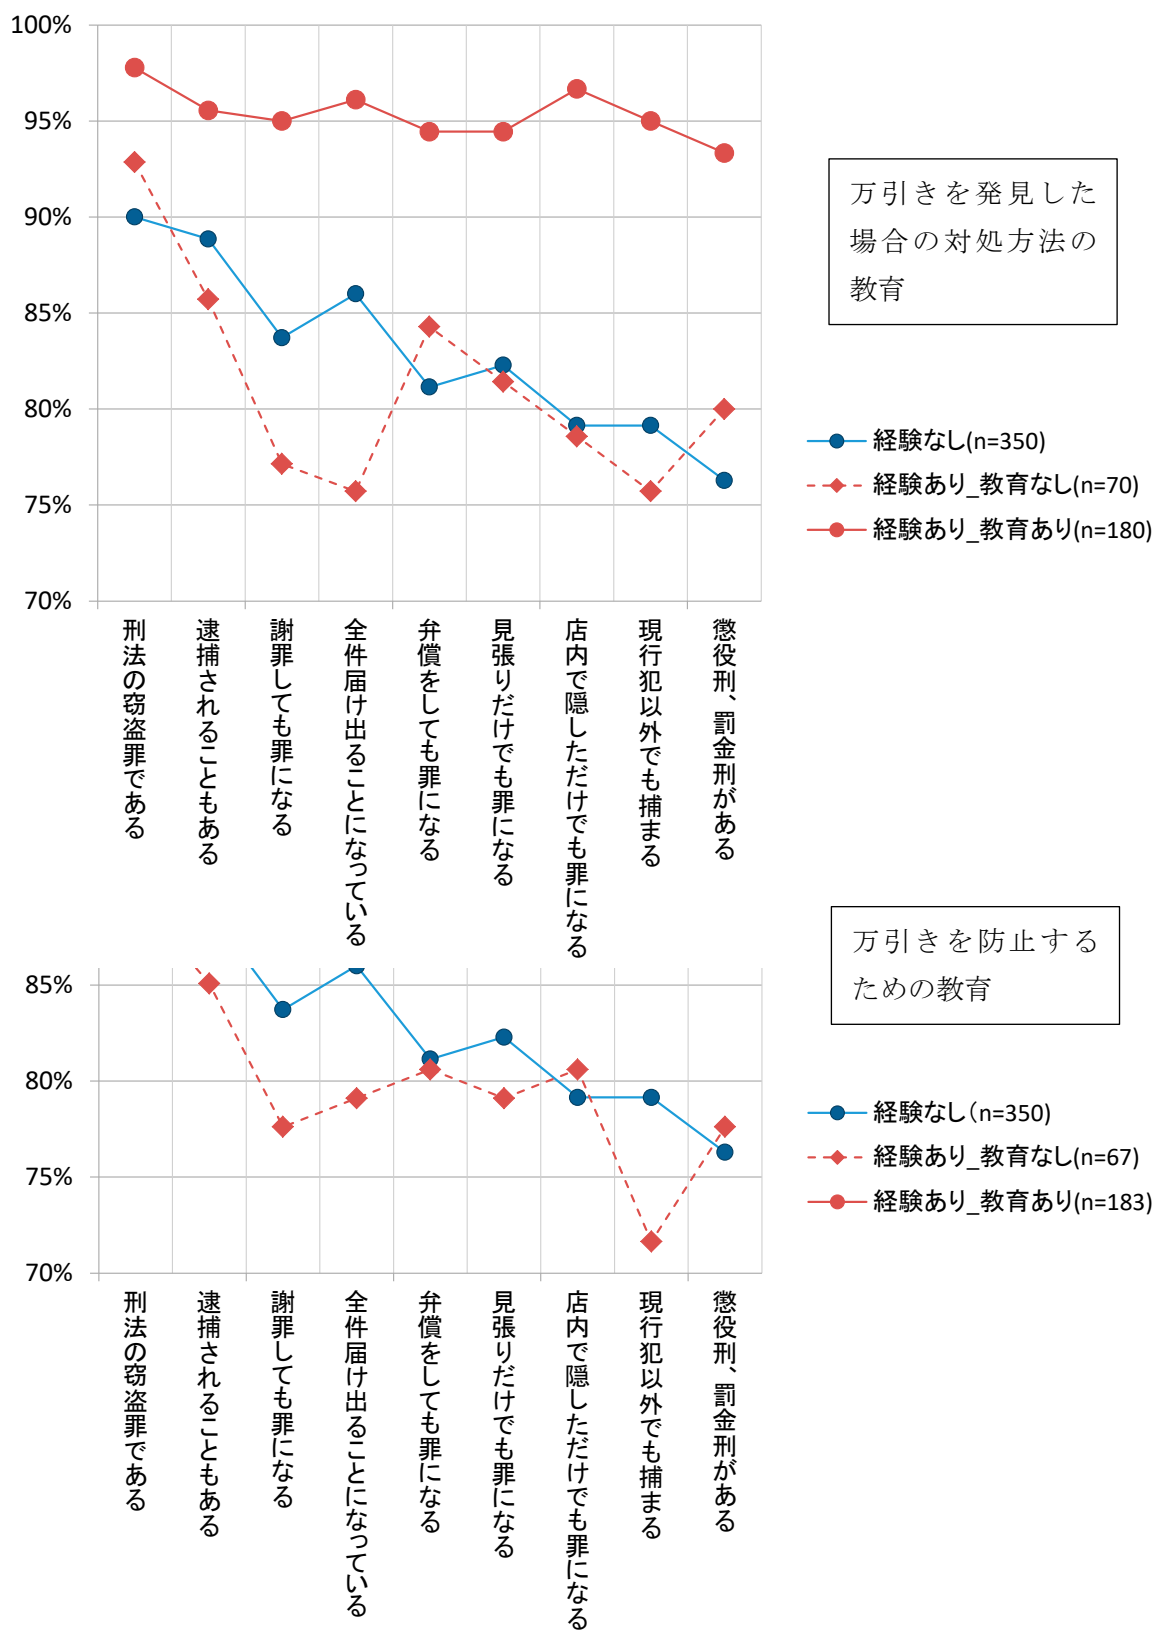 100%
95%
90%
85%
80%
75%
70%
刑法の窃盗罪である
逮捕されることもある
謝罪しても罪になる
全件届け出ることになっている
弁償をしても罪になる
見張りだけでも罪になる
店内で隠しただけでも罪になる
現行犯以外でも捕まる
懲役刑、罰金刑がある
万引きを発見した
場合の対処方法の
教育
経験なし(n=350)
経験あり_教育なし(n=70)
経験あり_教育あり(n=180)
85%
80%
75%
70%
刑法の窃盗罪である
逮捕されることもある
謝罪しても罪になる
全件届け出ることになっている
弁償をしても罪になる
見張りだけでも罪になる
店内で隠しただけでも罪になる
現行犯以外でも捕まる
懲役刑、罰金刑がある
万引きを防止する
ための教育
経験なし(n=350)
経験あり_教育なし(n=67)
経験あり_教育あり(n=183)